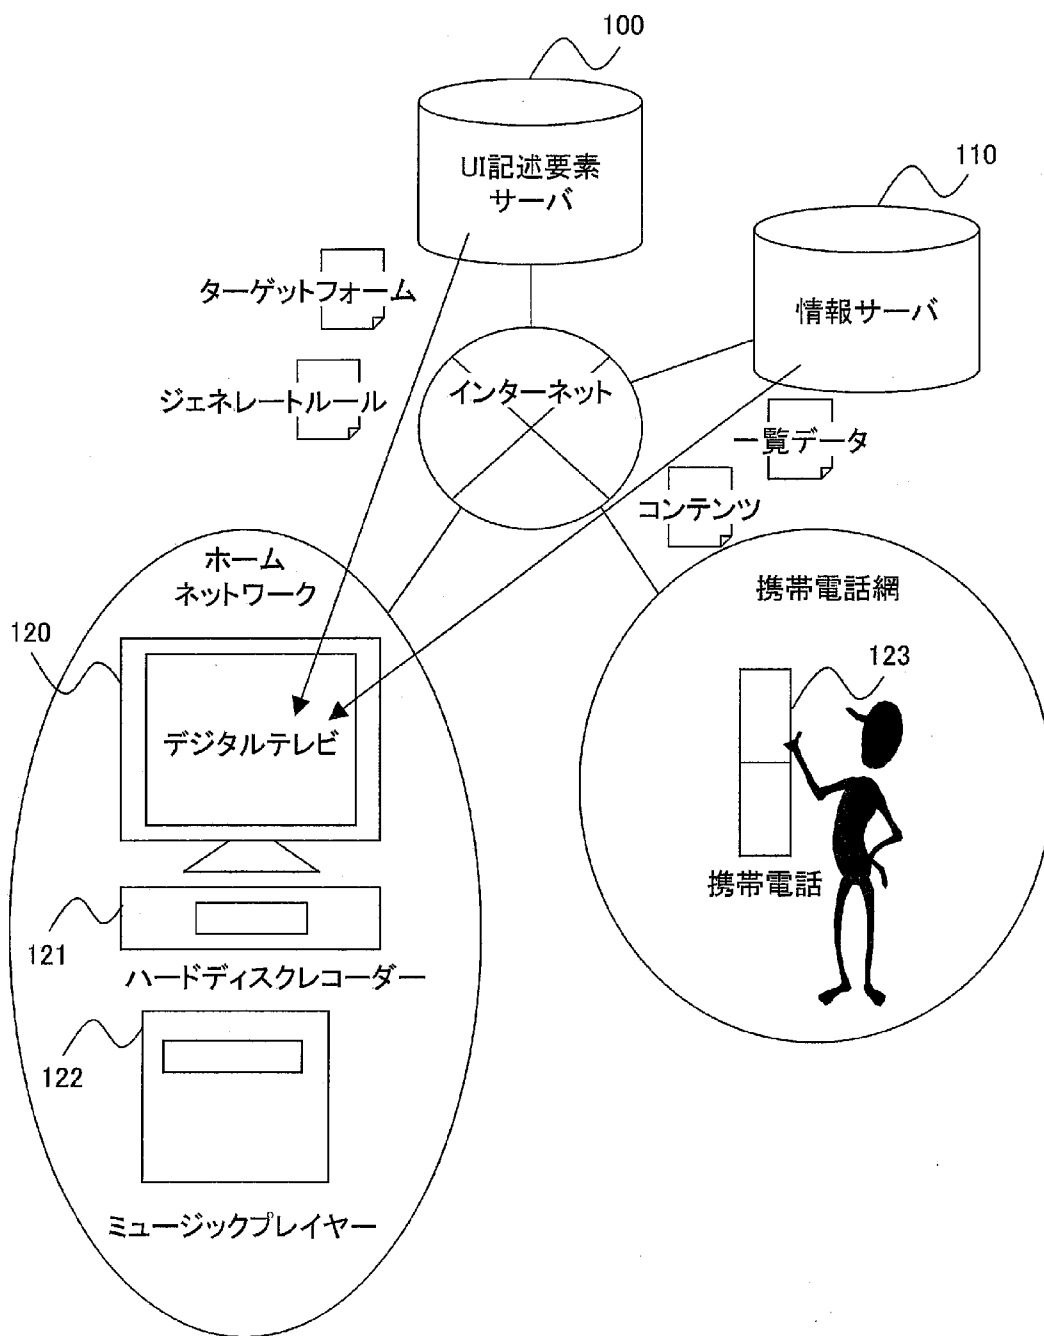 100
UI記述要素
サーバ
110
情報サーバ
ターゲットフォーム
ジェネレートルール
インターネット
一覧データ
コンテンツ
ホーム
ネットワーク
携帯電話網
120
123
デジタルテレビ
携帯電話
121
ハードディスクレコーダー
122
ミュージックプレイヤー